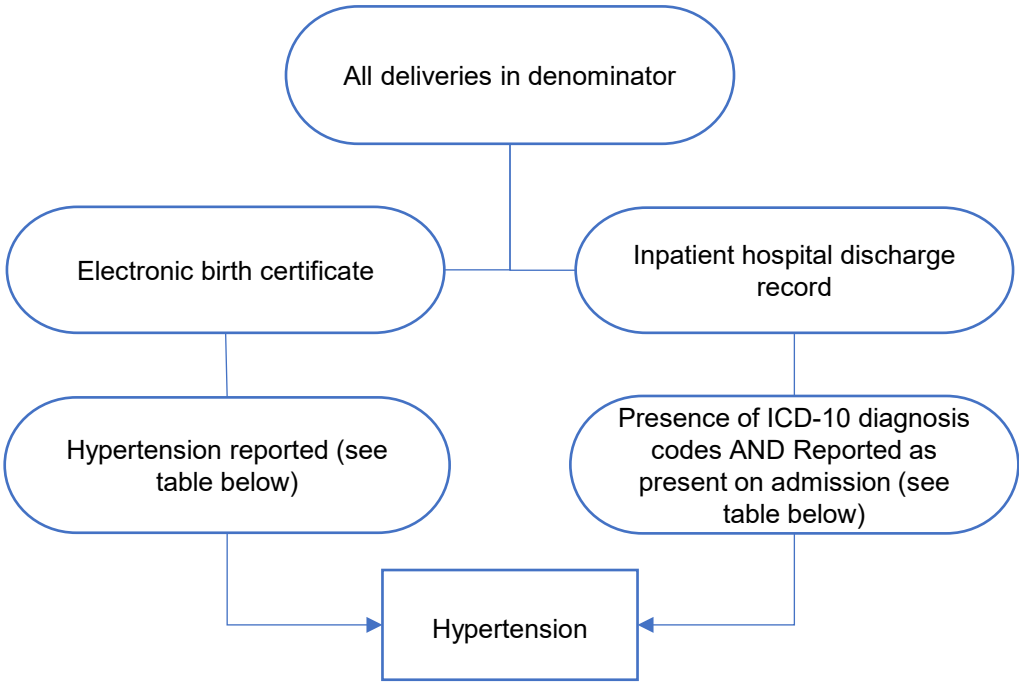 All deliveries in denominator
Electronic birth certificate
Inpatient hospital discharge
record
Hypertension reported (see
table below)
Presence of ICD-10 diagnosis
codes AND Reported as
present on admission (see
table below)
Hypertension